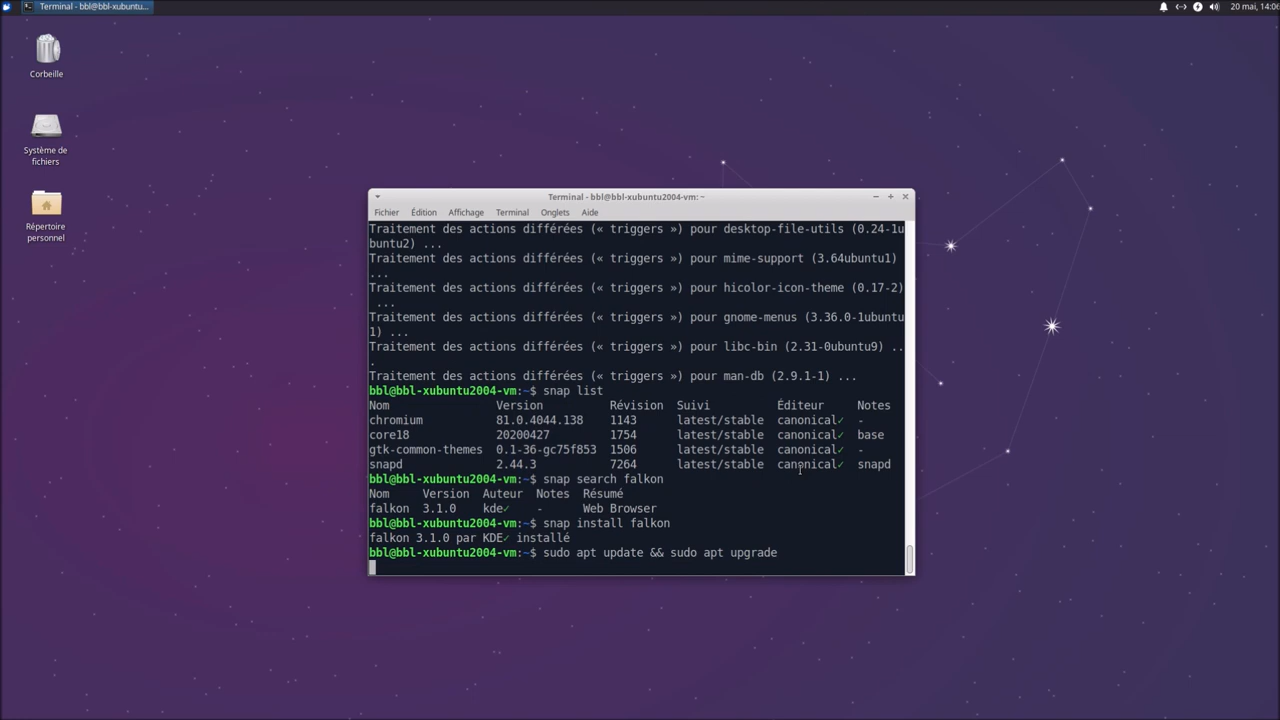 Terminal - bbl@bbl-xubuntu...
20 mai, 14:06
Corbeille
Système de
fichiers
Répertoire
personnel
Terminal - bbl@bbl-xubuntu2004-vm: ~
Fichier Édition Affichage Terminal Onglets Aide
Traitement des actions différées (« triggers ») pour desktop-file-utils (0.24-1u
buntu2) ...
Traitement des actions différées (« triggers ») pour mime-support (3.64ubuntu1)
...
Traitement des actions différées (« triggers ») pour hicolor-icon-theme (0.17-2)
...
Traitement des actions différées (« triggers ») pour gnome-menus (3.36.0-1ubuntu
1) ...
Traitement des actions différées (« triggers ») pour libc-bin (2.31-0ubuntu9) ..
.
Traitement des actions différées (« triggers ») pour man-db (2.9.1-1) ...
bbl@bbl-xubuntu2004-vm:~$ snap list
Nom Version Révision Suivi Éditeur Notes
chromium 81.0.4044.138 1143 latest/stable canonical✓ -
core18 20200427 1754 latest/stable canonical✓ base
gtk-common-themes 0.1-36-gc75f853 1506 latest/stable canonical✓ -
snapd 2.44.3 7264 latest/stable canonical✓ snapd
bbl@bbl-xubuntu2004-vm:~$ snap search falkon
Nom Version Auteur Notes Résumé
falkon 3.1.0 kde✓ - Web Browser
bbl@bbl-xubuntu2004-vm:~$ snap install falkon
falkon 3.1.0 par KDE✓ installé
bbl@bbl-xubuntu2004-vm:~$ sudo apt update && sudo apt upgrade